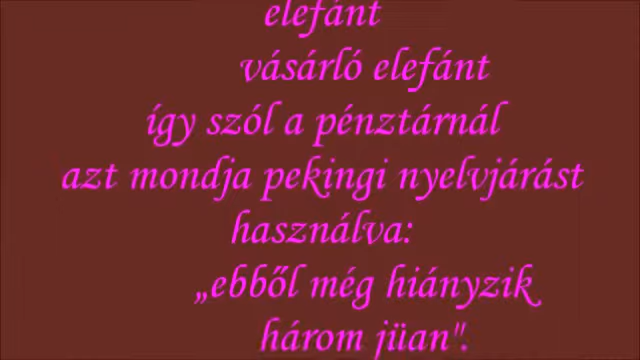 elefánt
vásárló elefánt
így szól a pénztárnál
azt mondja pekingi nyelvjárást
használva:
„ebből még hiányzik
három jüan".